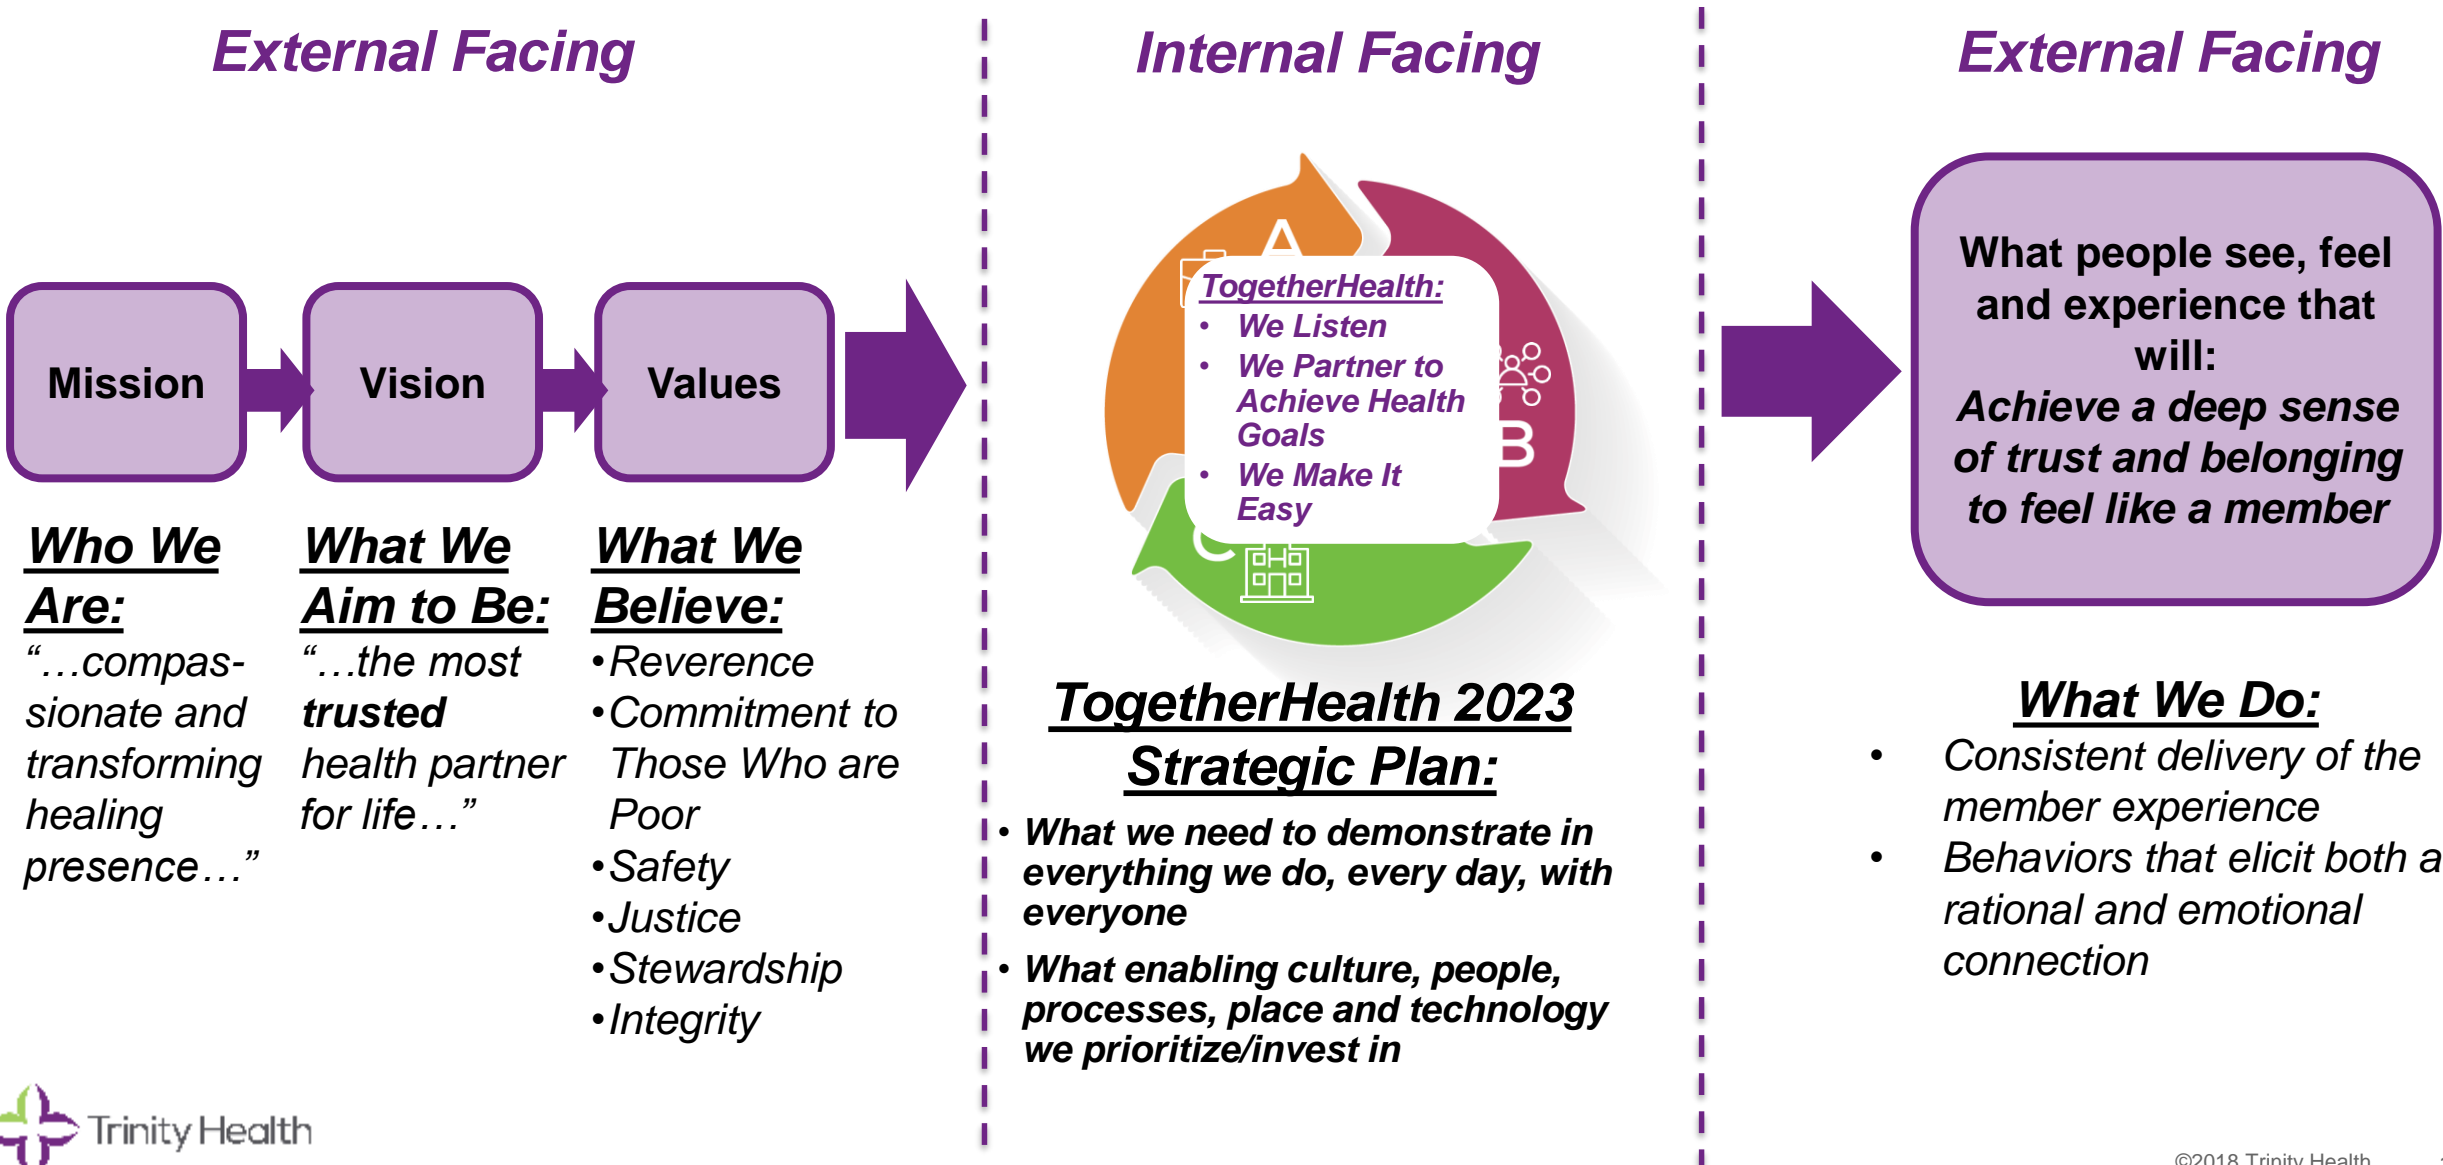 External Facing
Mission
Vision
Values
Who We
Are:
“…compas-
sionate and
transforming
healing
presence…”
What We
Aim to Be:
“…the most
trusted
health partner
for life…”
What We
Believe:
•Reverence
•Commitment to
Those Who are
Poor
•Safety
•Justice
•Stewardship
•Integrity
Internal Facing
A
B
C
TogetherHealth:
• We Listen
• We Partner to
Achieve Health
Goals
• We Make It
Easy
TogetherHealth 2023
Strategic Plan:
• What we need to demonstrate in
everything we do, every day, with
everyone
• What enabling culture, people,
processes, place and technology
we prioritize/invest in
External Facing
What people see, feel
and experience that
will:
Achieve a deep sense
of trust and belonging
to feel like a member
What We Do:
• Consistent delivery of the
member experience
• Behaviors that elicit both a
rational and emotional
connection
Trinity Health
©2018 Trinity Health